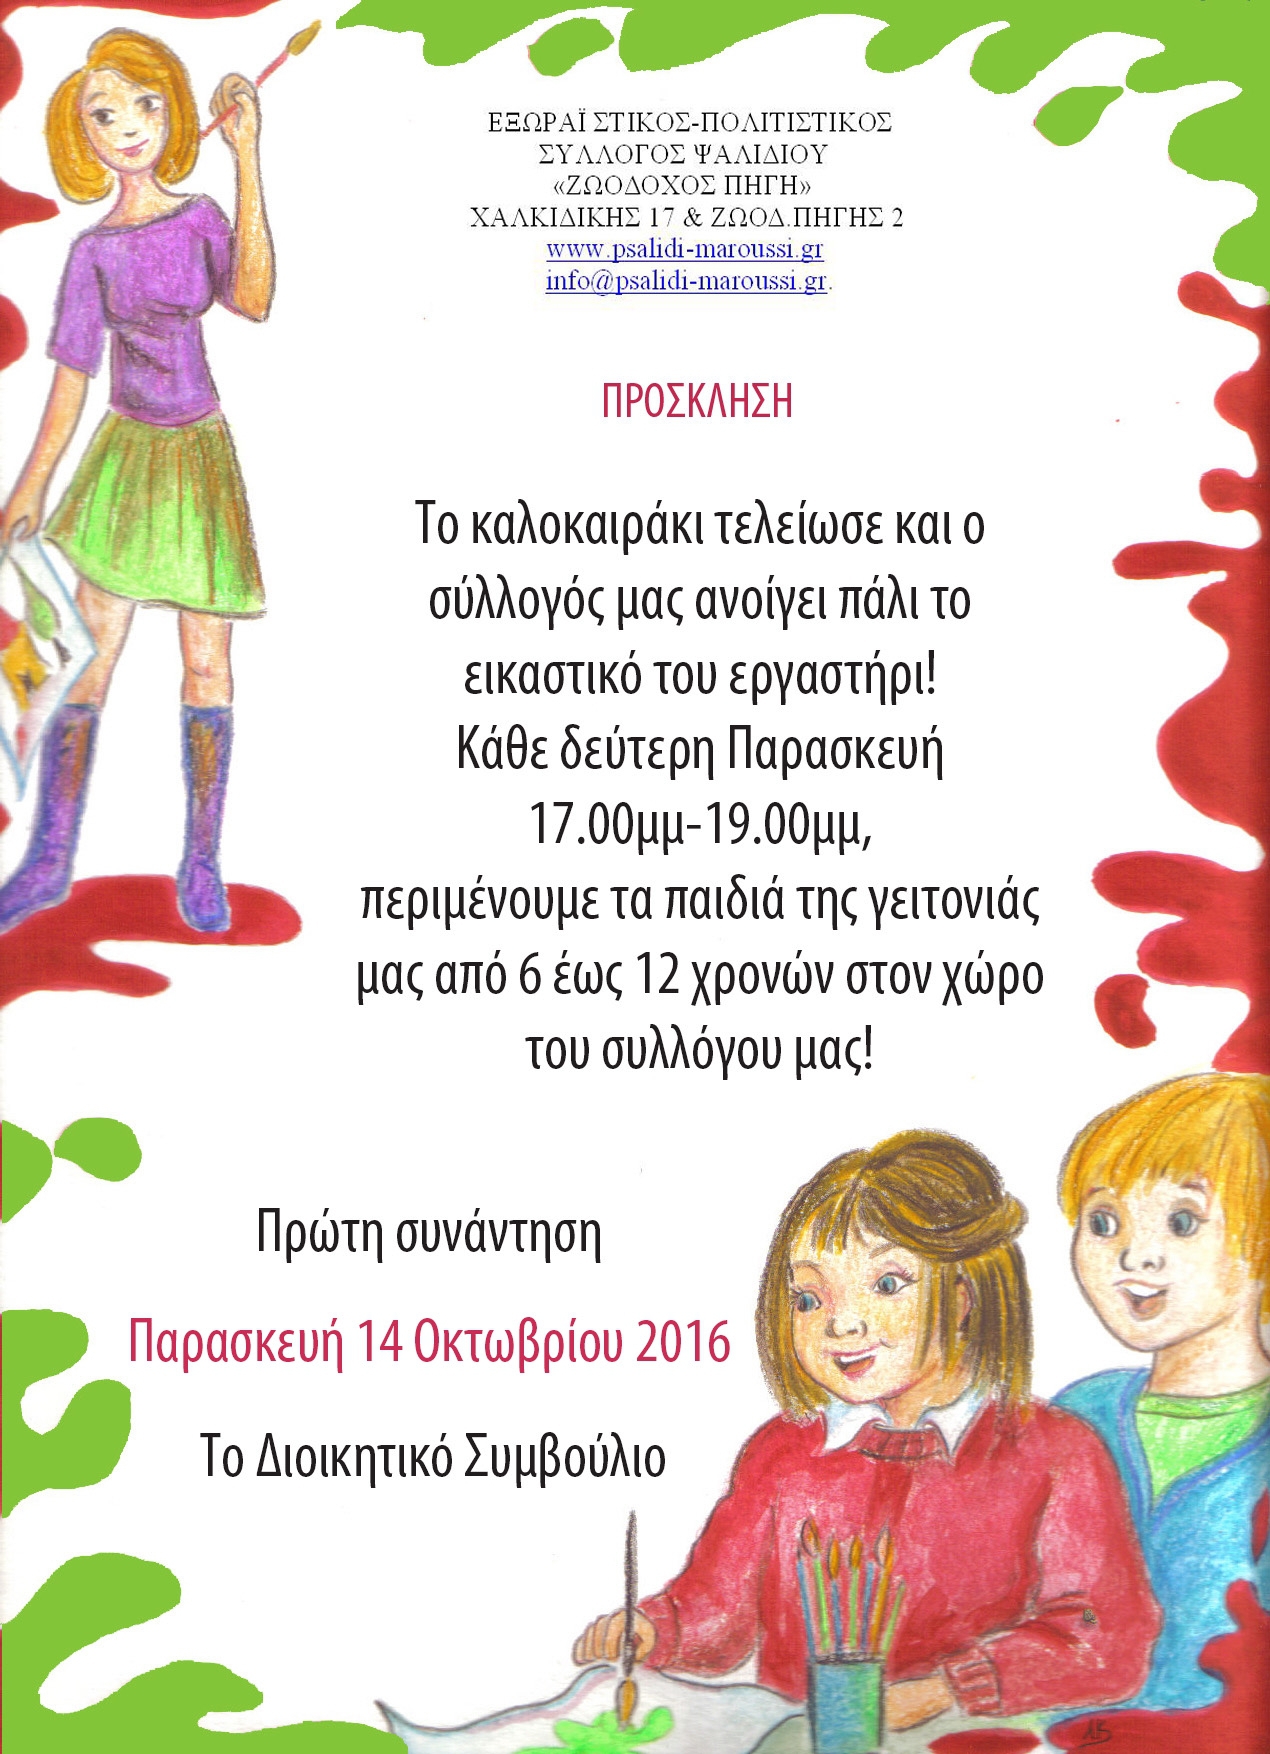 ΕΞΩΡΑΪ ΣΤΙΚΟΣ-ΠΟΛΙΤΙΣΤΙΚΟΣ
ΣΥΛΛΟΓΟΣ ΨΑΛΙΔΙΟΥ
«ΖΩΟΔΟΧΟΣ ΠΗΓΗ»
ΧΑΛΚΙΔΙΚΗΣ 17 & ΖΩΟΔ.ΠΗΓΗΣ 2
www.psalidi-maroussi.gr
info@psalidi-maroussi.gr.
ΠΡΟΣΚΛΗΣΗ
Το καλοκαιράκι τελείωσε και ο
σύλλογός μας ανοίγει πάλι το
εικαστικό του εργαστήρι!
Κάθε δεύτερη Παρασκευή
17.00μμ-19.00μμ,
περιμένουμε τα παιδιά της γειτονιάς
μας από 6 έως 12 χρονών στον χώρο
του συλλόγου μας!
Πρώτη συνάντηση
Παρασκευή 14 Οκτωβρίου 2016
Το Διοικητικό Συμβούλιο